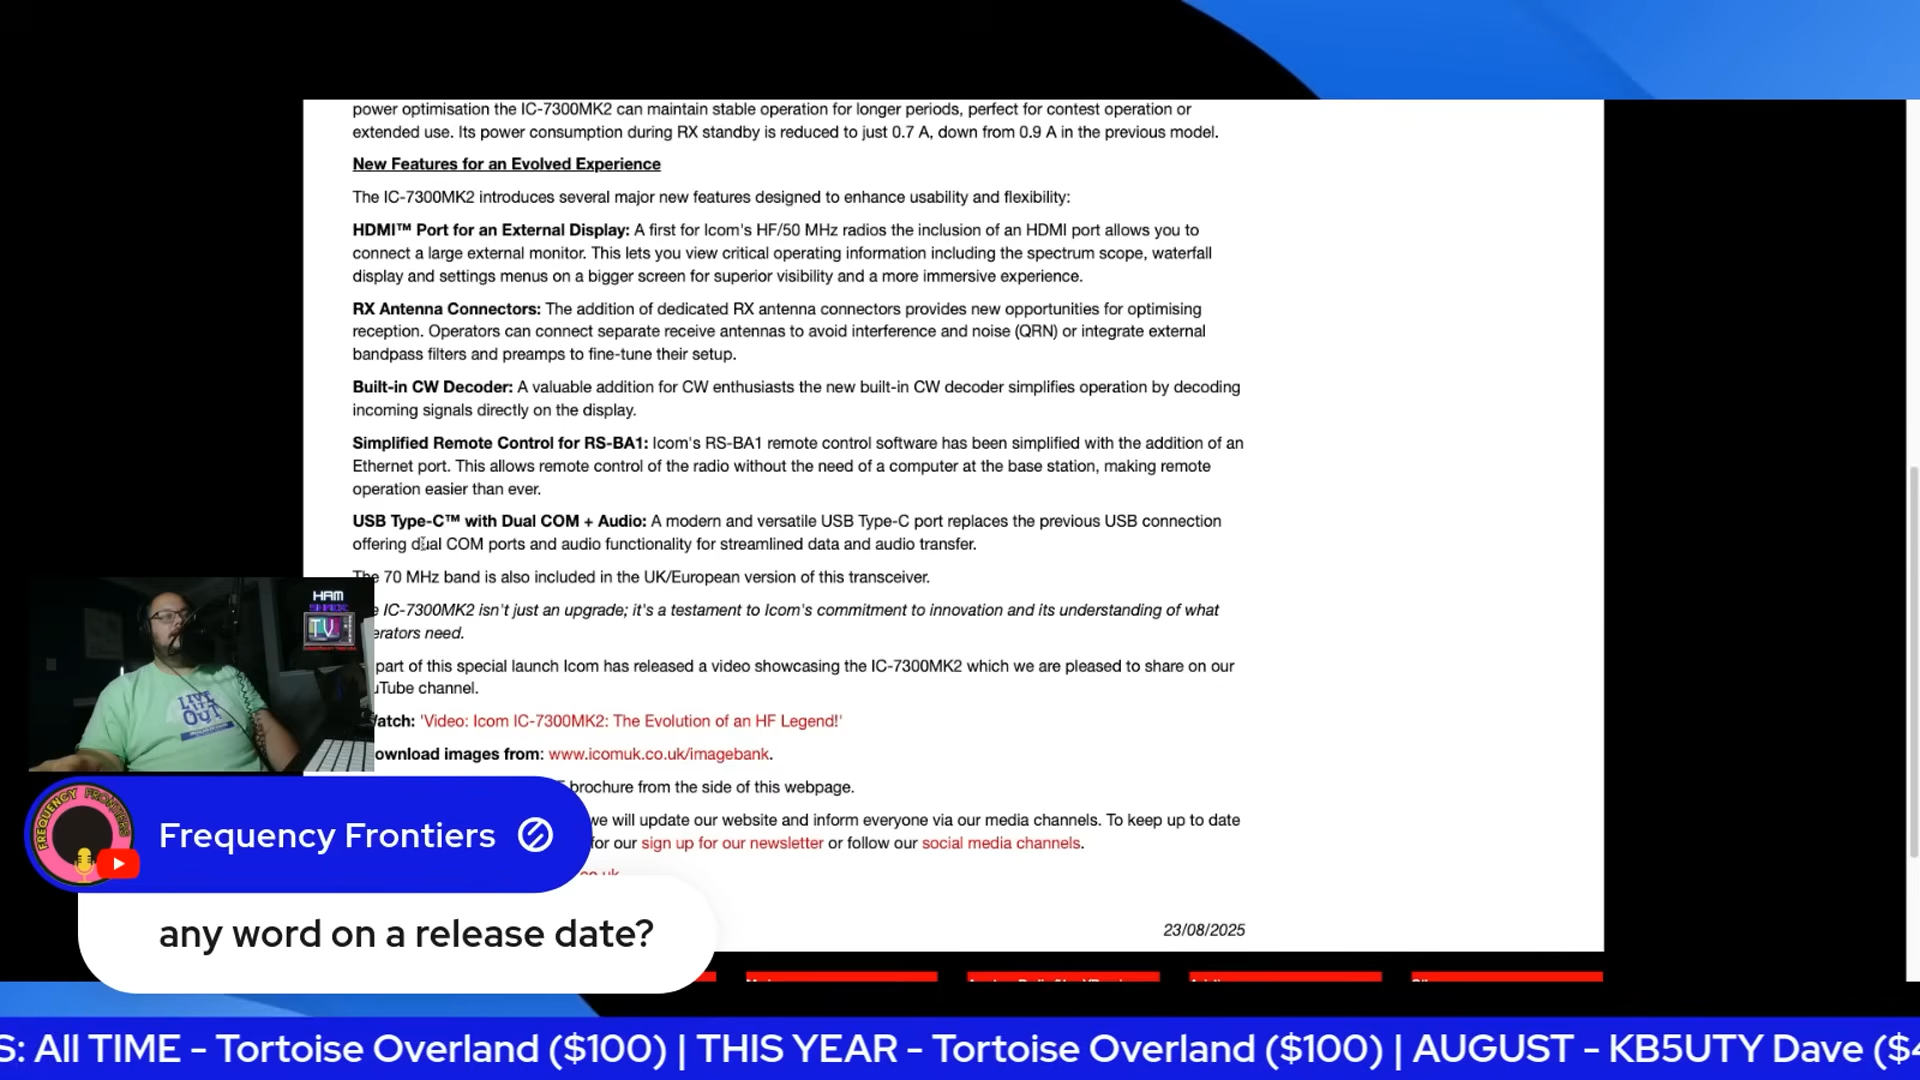 power optimisation the IC-7300MK2 can maintain stable operation for longer periods, perfect for contest operation or
extended use. Its power consumption during RX standby is reduced to just 0.7 A, down from 0.9 A in the previous model.
New Features for an Evolved Experience
The IC-7300MK2 introduces several major new features designed to enhance usability and flexibility:
HDMI™ Port for an External Display: A first for Icom's HF/50 MHz radios the inclusion of an HDMI port allows you to
connect a large external monitor. This lets you view critical operating information including the spectrum scope, waterfall
display and settings menus on a bigger screen for superior visibility and a more immersive experience.
RX Antenna Connectors: The addition of dedicated RX antenna connectors provides new opportunities for optimising
reception. Operators can connect separate receive antennas to avoid interference and noise (QRN) or integrate external
bandpass filters and preamps to fine-tune their setup.
Built-in CW Decoder: A valuable addition for CW enthusiasts the new built-in CW decoder simplifies operation by decoding
incoming signals directly on the display.
Simplified Remote Control for RS-BA1: Icom's RS-BA1 remote control software has been simplified with the addition of an
Ethernet port. This allows remote control of the radio without the need of a computer at the base station, making remote
operation easier than ever.
USB Type-C™ with Dual COM + Audio: A modern and versatile USB Type-C port replaces the previous USB connection
offering dual COM ports and audio functionality for streamlined data and audio transfer.
The 70 MHz band is also included in the UK/European version of this transceiver.
IC-7300MK2 isn't just an upgrade; it's a testament to Icom's commitment to innovation and its understanding of what
erators need.
part of this special launch Icom has released a video showcasing the IC-7300MK2 which we are pleased to share on our
uTube channel.
atch: 'Video: Icom IC-7300MK2: The Evolution of an HF Legend!'
ownload images from: www.icomuk.co.uk/imagebank.
brochure from the side of this webpage.
we will update our website and inform everyone via our media channels. To keep up to date
for our sign up for our newsletter or follow our social media channels.
23/08/2025
HAM
TV
LIVE
IT
OUT
FREQUENCY FRONTIERS
Frequency Frontiers
any word on a release date?
S: All TIME - Tortoise Overland ($100) | THIS YEAR - Tortoise Overland ($100) | AUGUST - KB5UTY Dave ($4